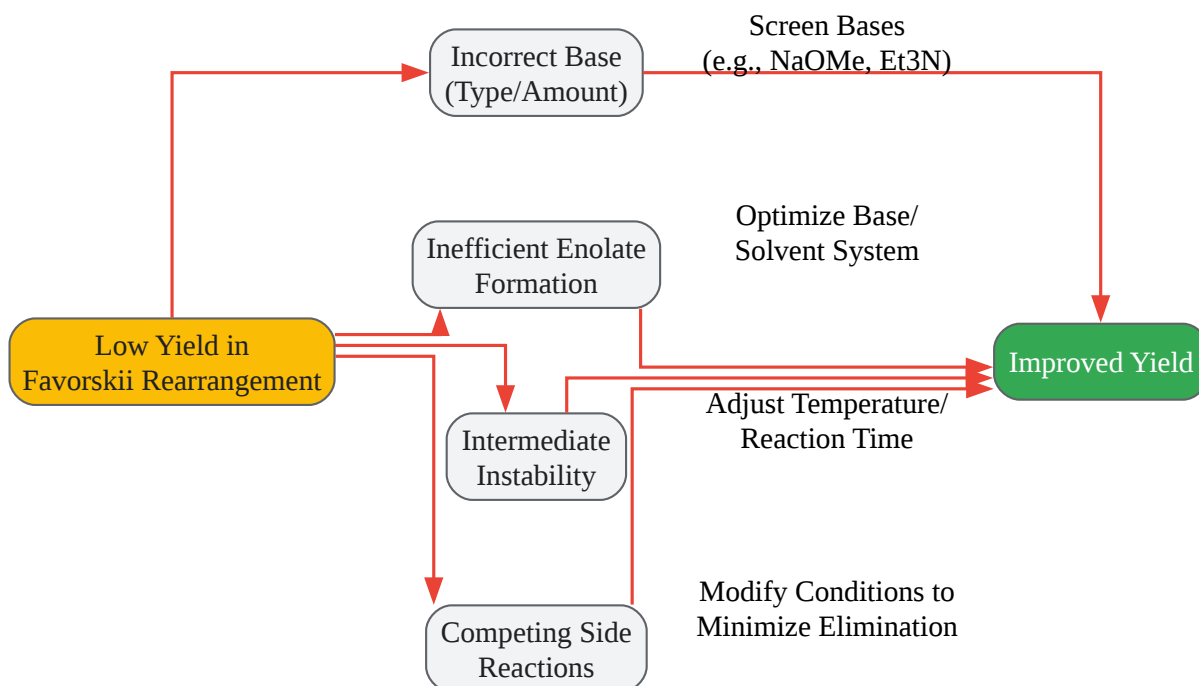 Screen Bases
(e.g., NaOMe, Et3N)
Incorrect Base
(Type/Amount)
Optimize Base/
Solvent System
Inefficient Enolate
Formation
Low Yield in
Favorskii Rearrangement
Improved Yield
Adjust Temperature/
Reaction Time
Intermediate
Instability
Modify Conditions to
Minimize Elimination
Competing Side
Reactions